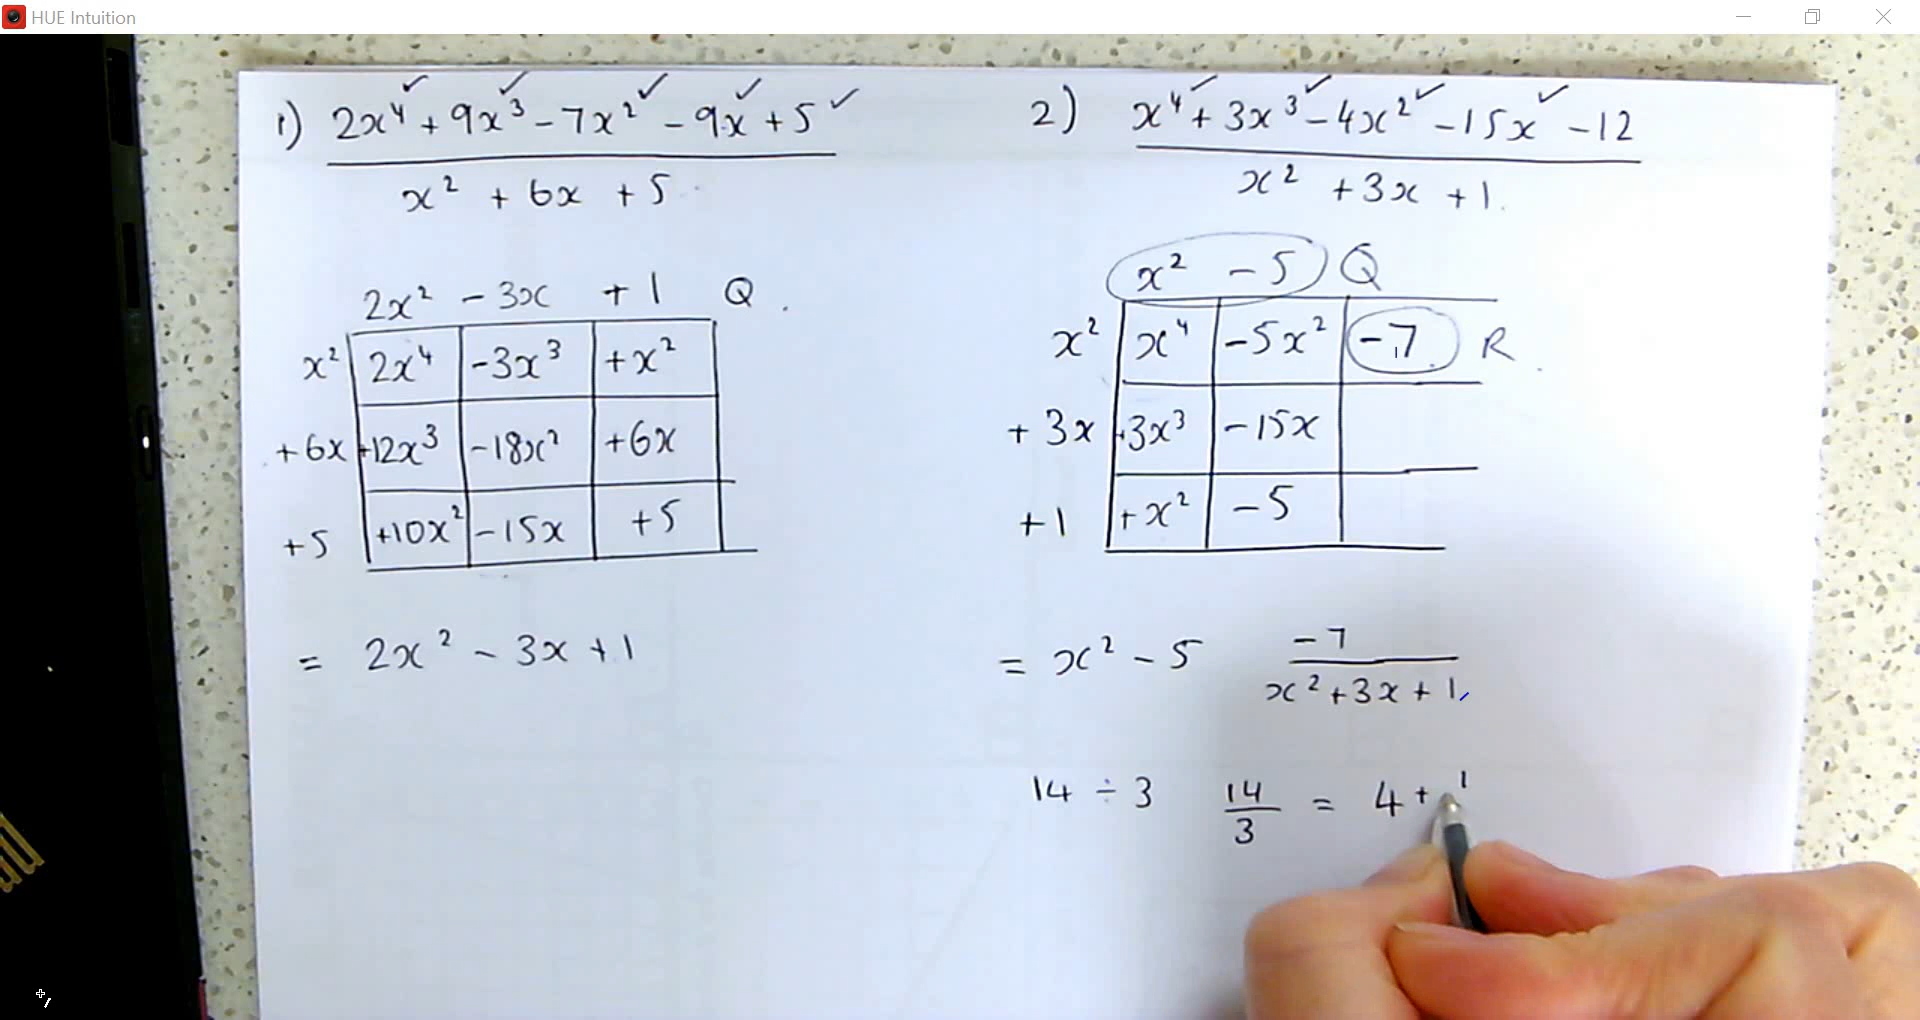 HUE Intuition
1) 2x⁴ + 9x³ - 7x² - 9x + 5
x² + 6x + 5
2x² - 3x + 1 Q
x² 2x⁴ -3x³ +x²
+6x +12x³ -18x² +6x
+5 +10x² -15x +5
= 2x² - 3x + 1
2) x⁴ + 3x³ - 4x² - 15x - 12
x² + 3x + 1
x² - 5 Q
x² x⁴ -5x² -7 R
+ 3x +3x³ -15x
+1 +x² -5
= x² - 5 -7
x² + 3x + 1
14 ÷ 3 14 = 4 +
3